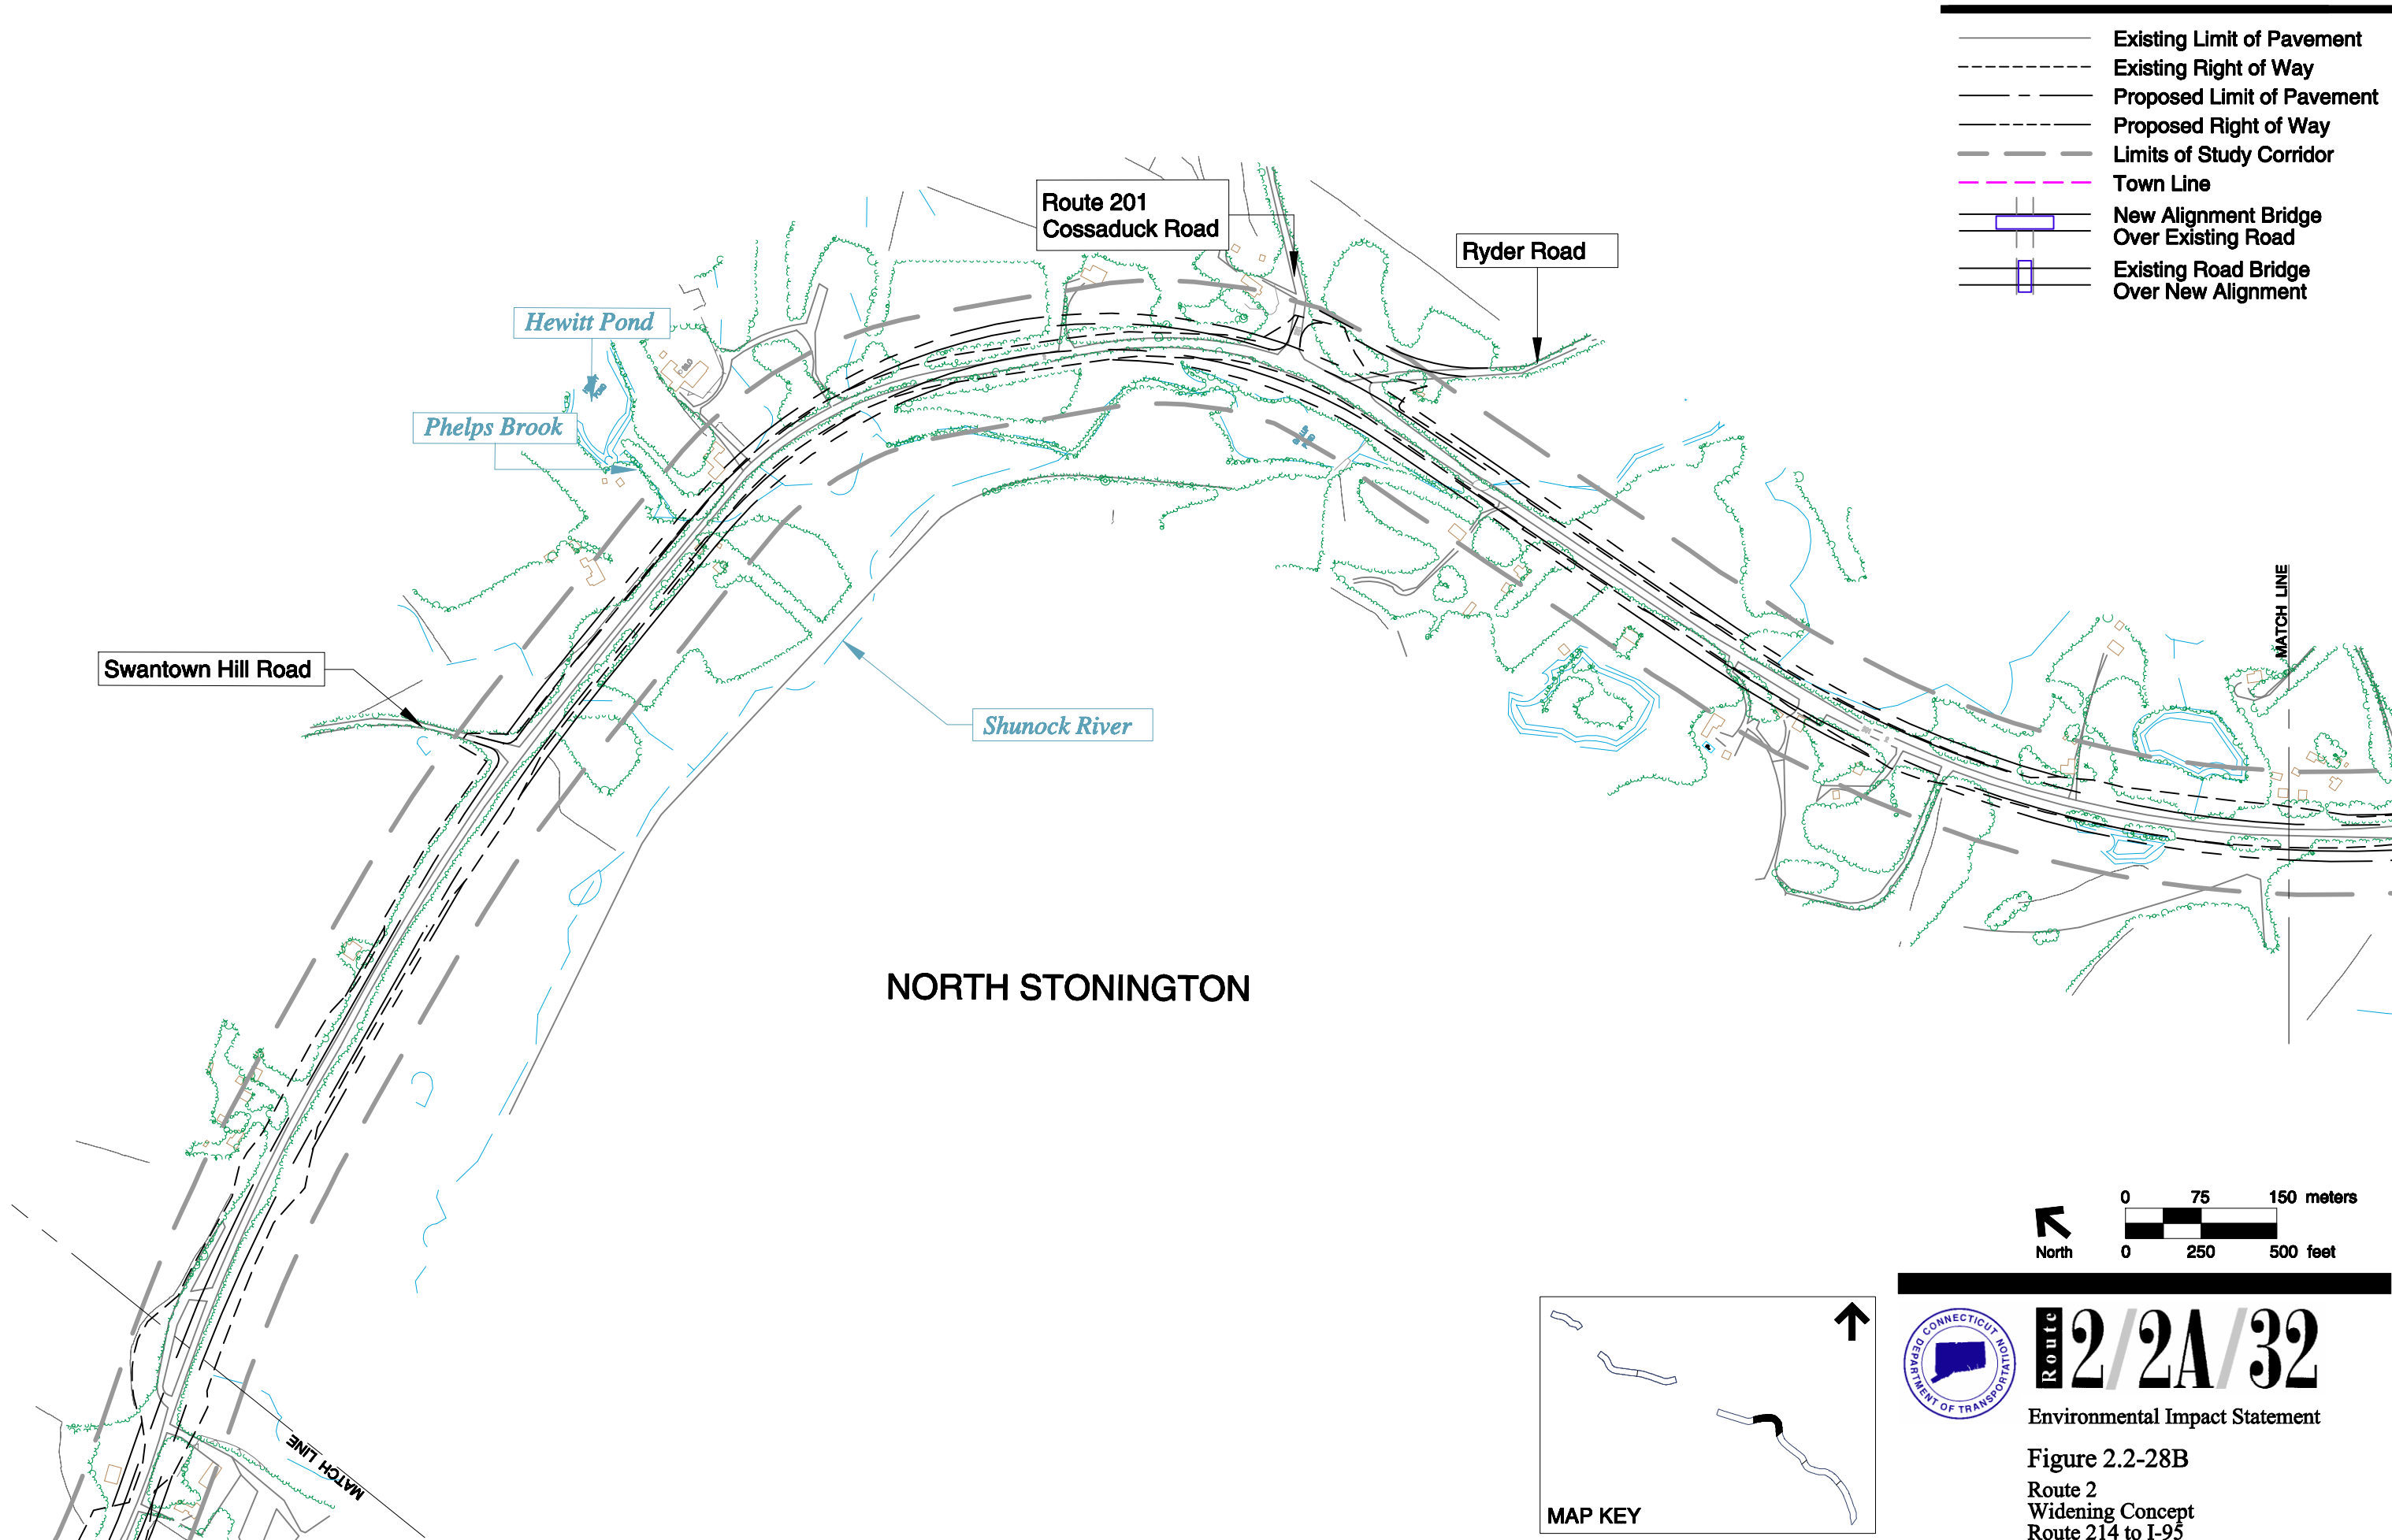 Existing Limit of Pavement
Existing Right of Way
Proposed Limit of Pavement
Proposed Right of Way
Limits of Study Corridor
Town Line
New Alignment Bridge
Over Existing Road
Existing Road Bridge
Over New Alignment
Route 201
Cossaduck Road
Ryder Road
Hewitt Pond
Phelps Brook
Swantown Hill Road
Shunock River
MATCH LINE
NORTH STONINGTON
MATCH LINE
0 75 150 meters
North
0 250 500 feet
MAP KEY
CONNECTICUT
DEPARTMENT OF TRANSPORTATION
Route 2/2A/32
Environmental Impact Statement
Figure 2.2-28B
Route 2
Widening Concept
Route 214 to I-95